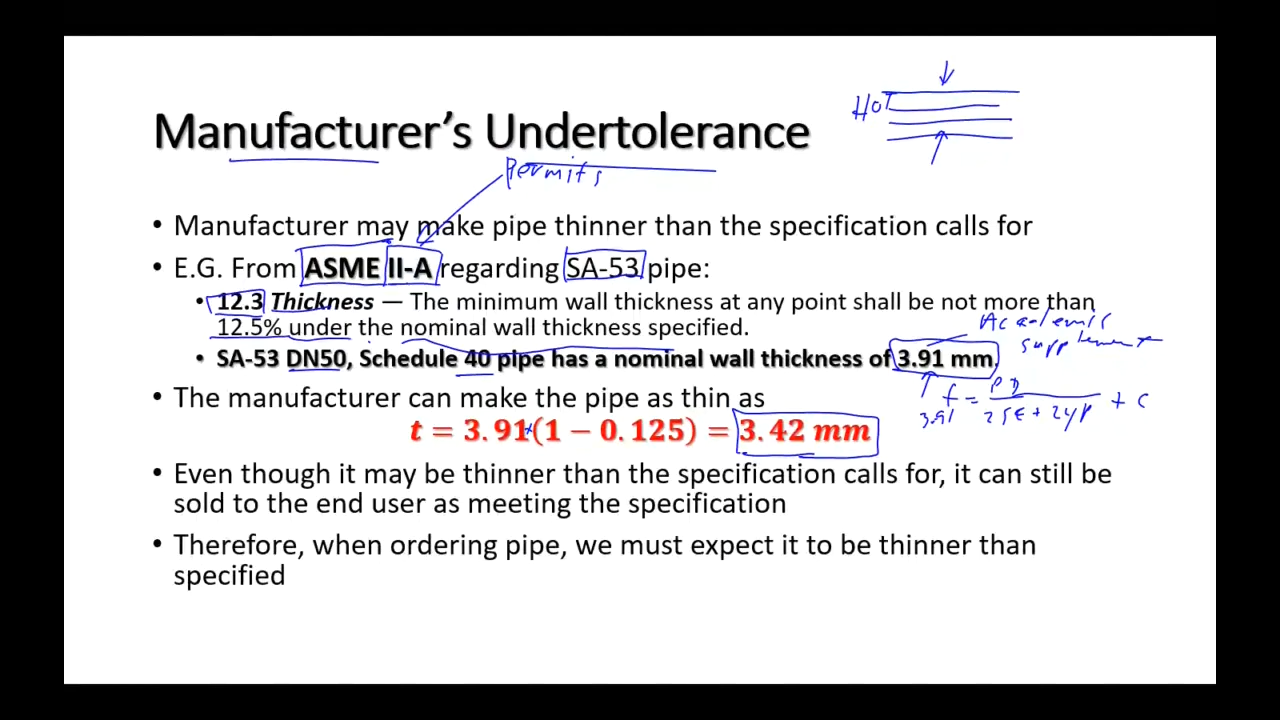 HOT
Manufacturer's Undertolerance
Permits
• Manufacturer may make pipe thinner than the specification calls for
• E.G. From ASME II-A regarding SA-53 pipe:
• 12.3 Thickness — The minimum wall thickness at any point shall be not more than
12.5% under the nominal wall thickness specified.
Academic
supplement
• SA-53 DN50, Schedule 40 pipe has a nominal wall thickness of 3.91 mm.
• The manufacturer can make the pipe as thin as
3.91
t = PD / 2SE + 2yP + C
t = 3.91(1 − 0.125) = 3.42 mm
• Even though it may be thinner than the specification calls for, it can still be
sold to the end user as meeting the specification
• Therefore, when ordering pipe, we must expect it to be thinner than
specified